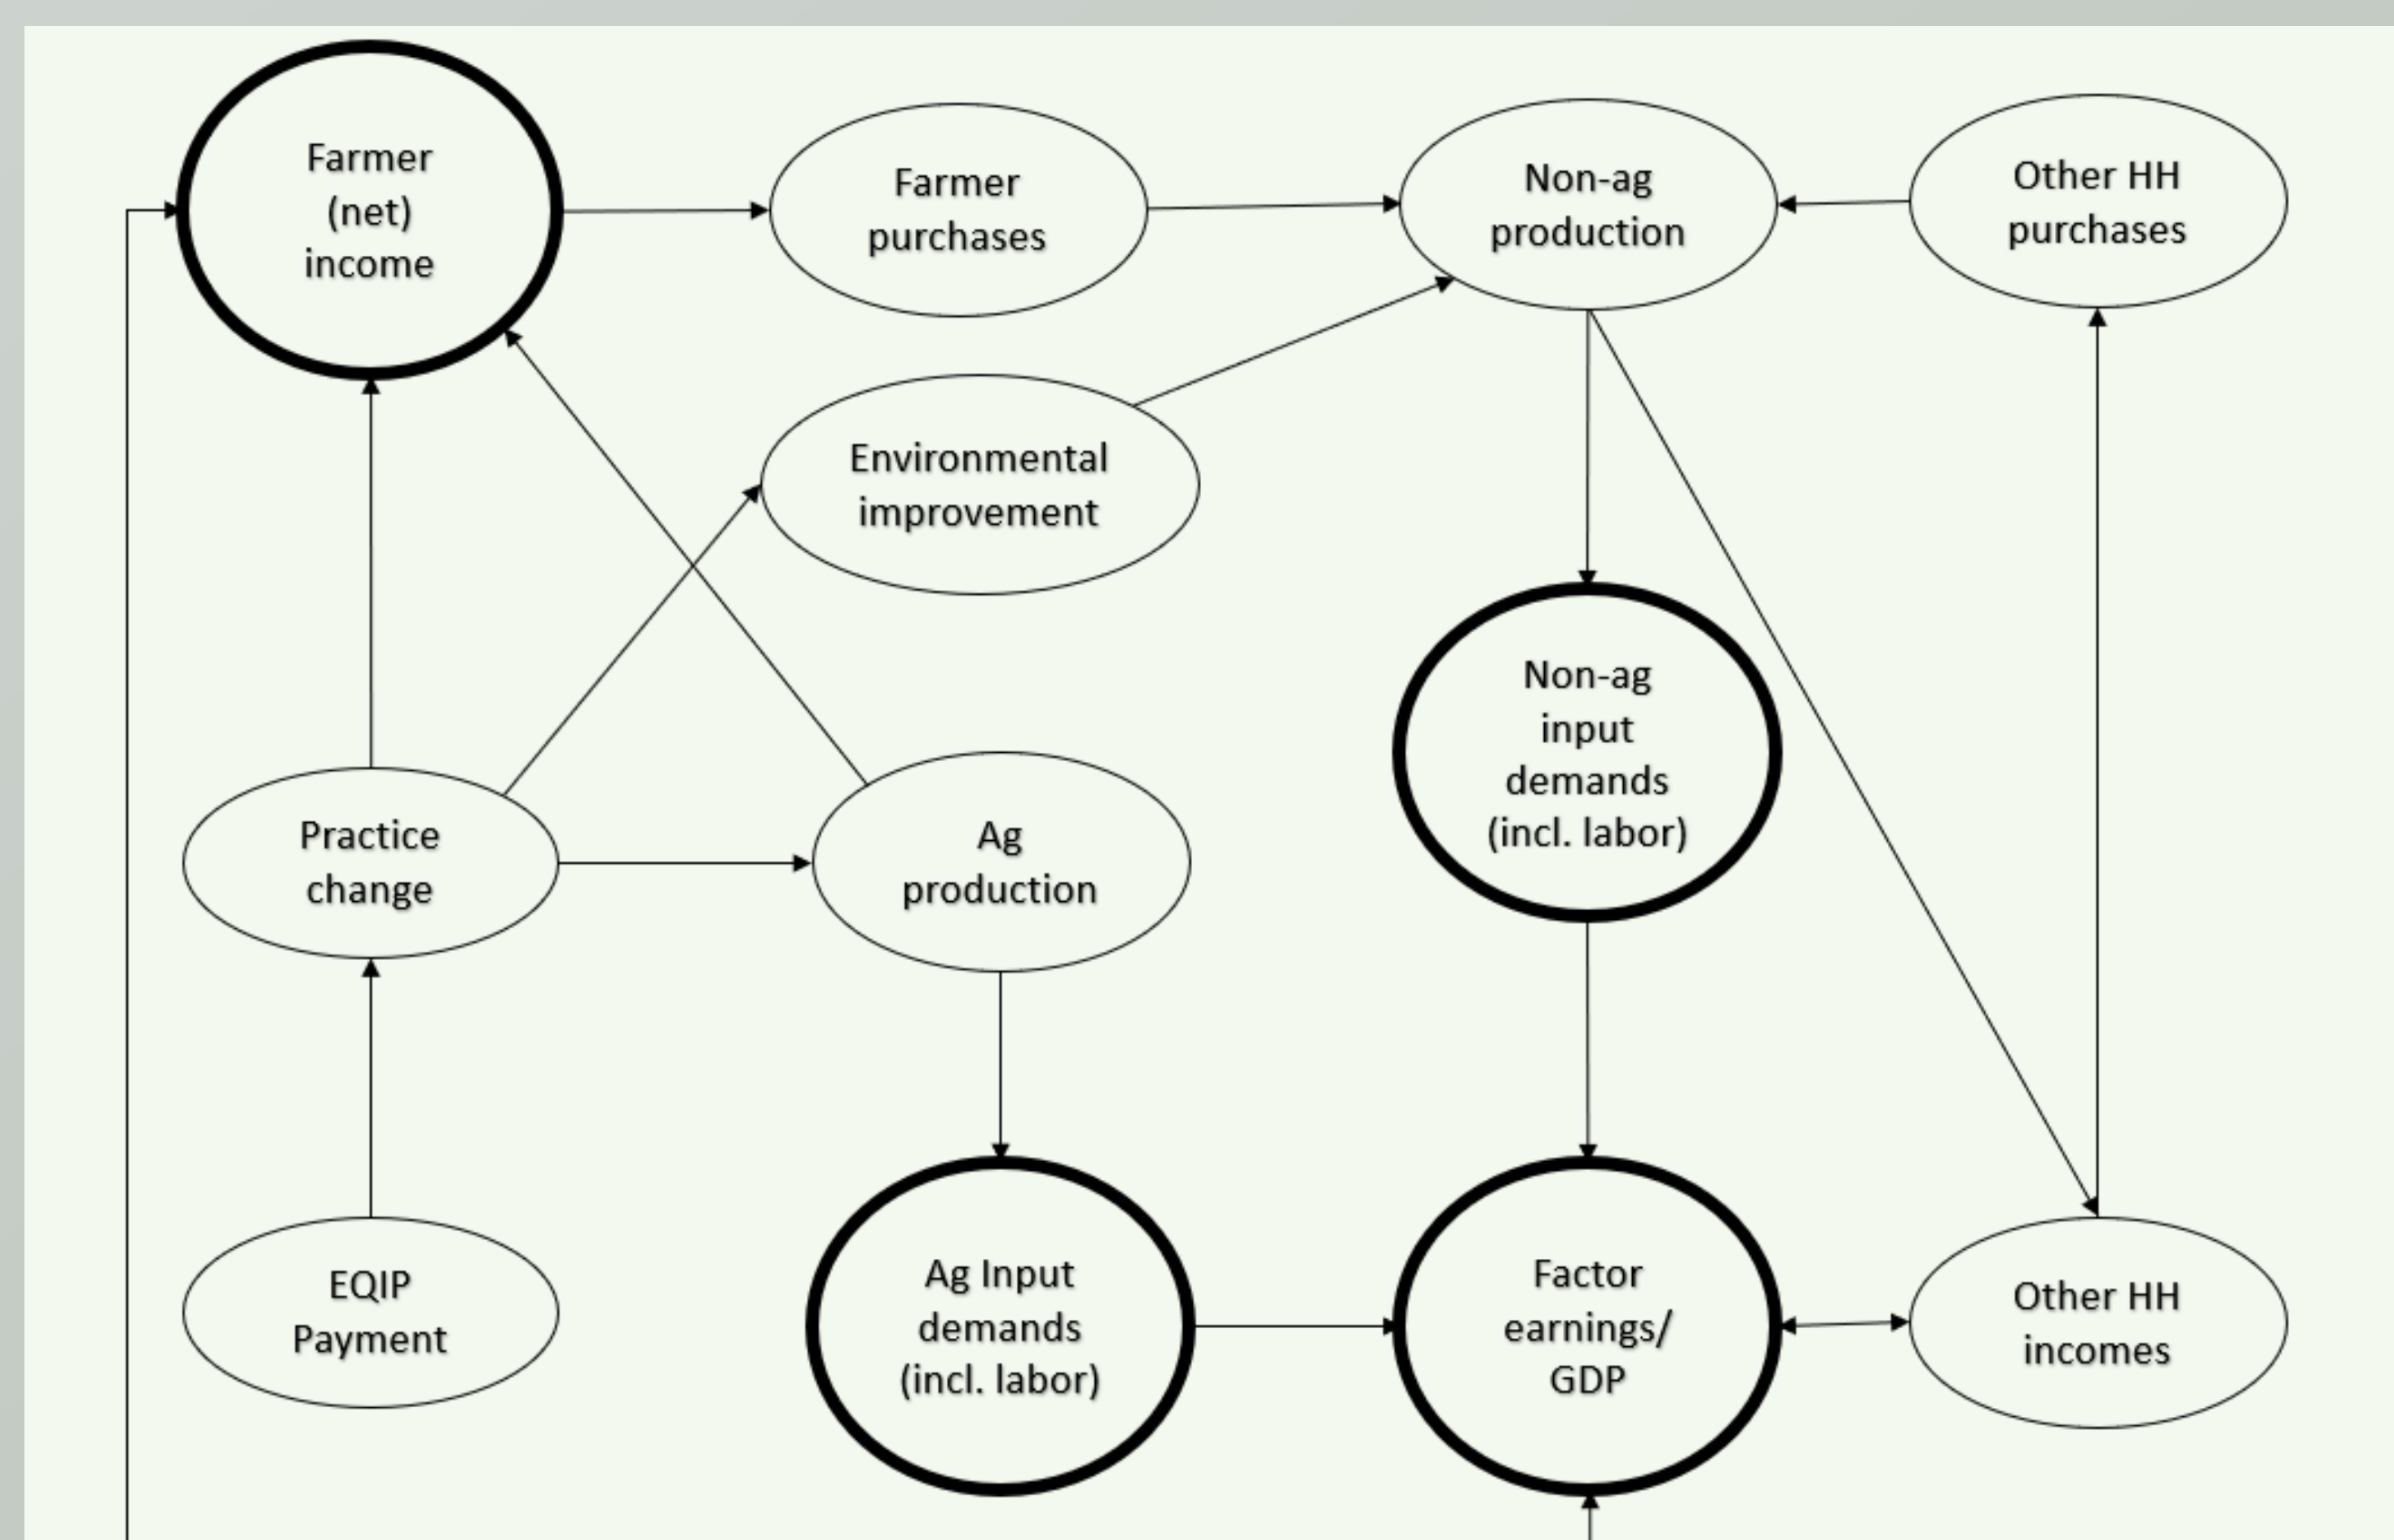 Farmer
(net)
income
Farmer
purchases
Non-ag
production
Other HH
purchases
Environmental
improvement
Non-ag
input
demands
(incl. labor)
Practice
change
Ag
production
EQIP
Payment
Ag Input
demands
(incl. labor)
Factor
earnings/
GDP
Other HH
incomes